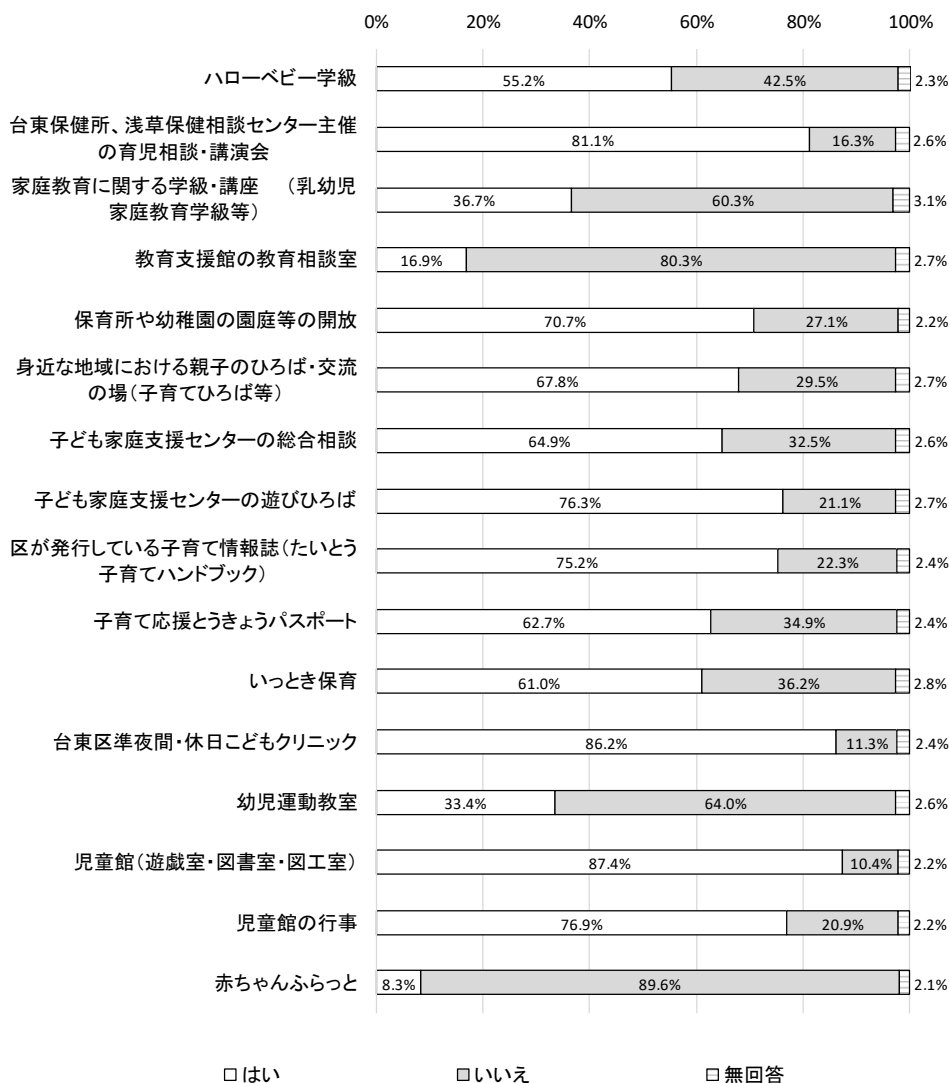 0% 20% 40% 60% 80% 100%
ハローベビー学級
55.2% 42.5% 2.3%
台東保健所、浅草保健相談センター主催
の育児相談・講演会
81.1% 16.3% 2.6%
家庭教育に関する学級・講座　（乳幼児
家庭教育学級等）
36.7% 60.3% 3.1%
教育支援館の教育相談室
16.9% 80.3% 2.7%
保育所や幼稚園の園庭等の開放
70.7% 27.1% 2.2%
身近な地域における親子のひろば・交流
の場（子育てひろば等）
67.8% 29.5% 2.7%
子ども家庭支援センターの総合相談
64.9% 32.5% 2.6%
子ども家庭支援センターの遊びひろば
76.3% 21.1% 2.7%
区が発行している子育て情報誌（たいとう
子育てハンドブック）
75.2% 22.3% 2.4%
子育て応援とうきょうパスポート
62.7% 34.9% 2.4%
いっとき保育
61.0% 36.2% 2.8%
台東区準夜間・休日こどもクリニック
86.2% 11.3% 2.4%
幼児運動教室
33.4% 64.0% 2.6%
児童館（遊戯室・図書室・図工室）
87.4% 10.4% 2.2%
児童館の行事
76.9% 20.9% 2.2%
赤ちゃんふらっと
8.3% 89.6% 2.1%
はい いいえ 無回答